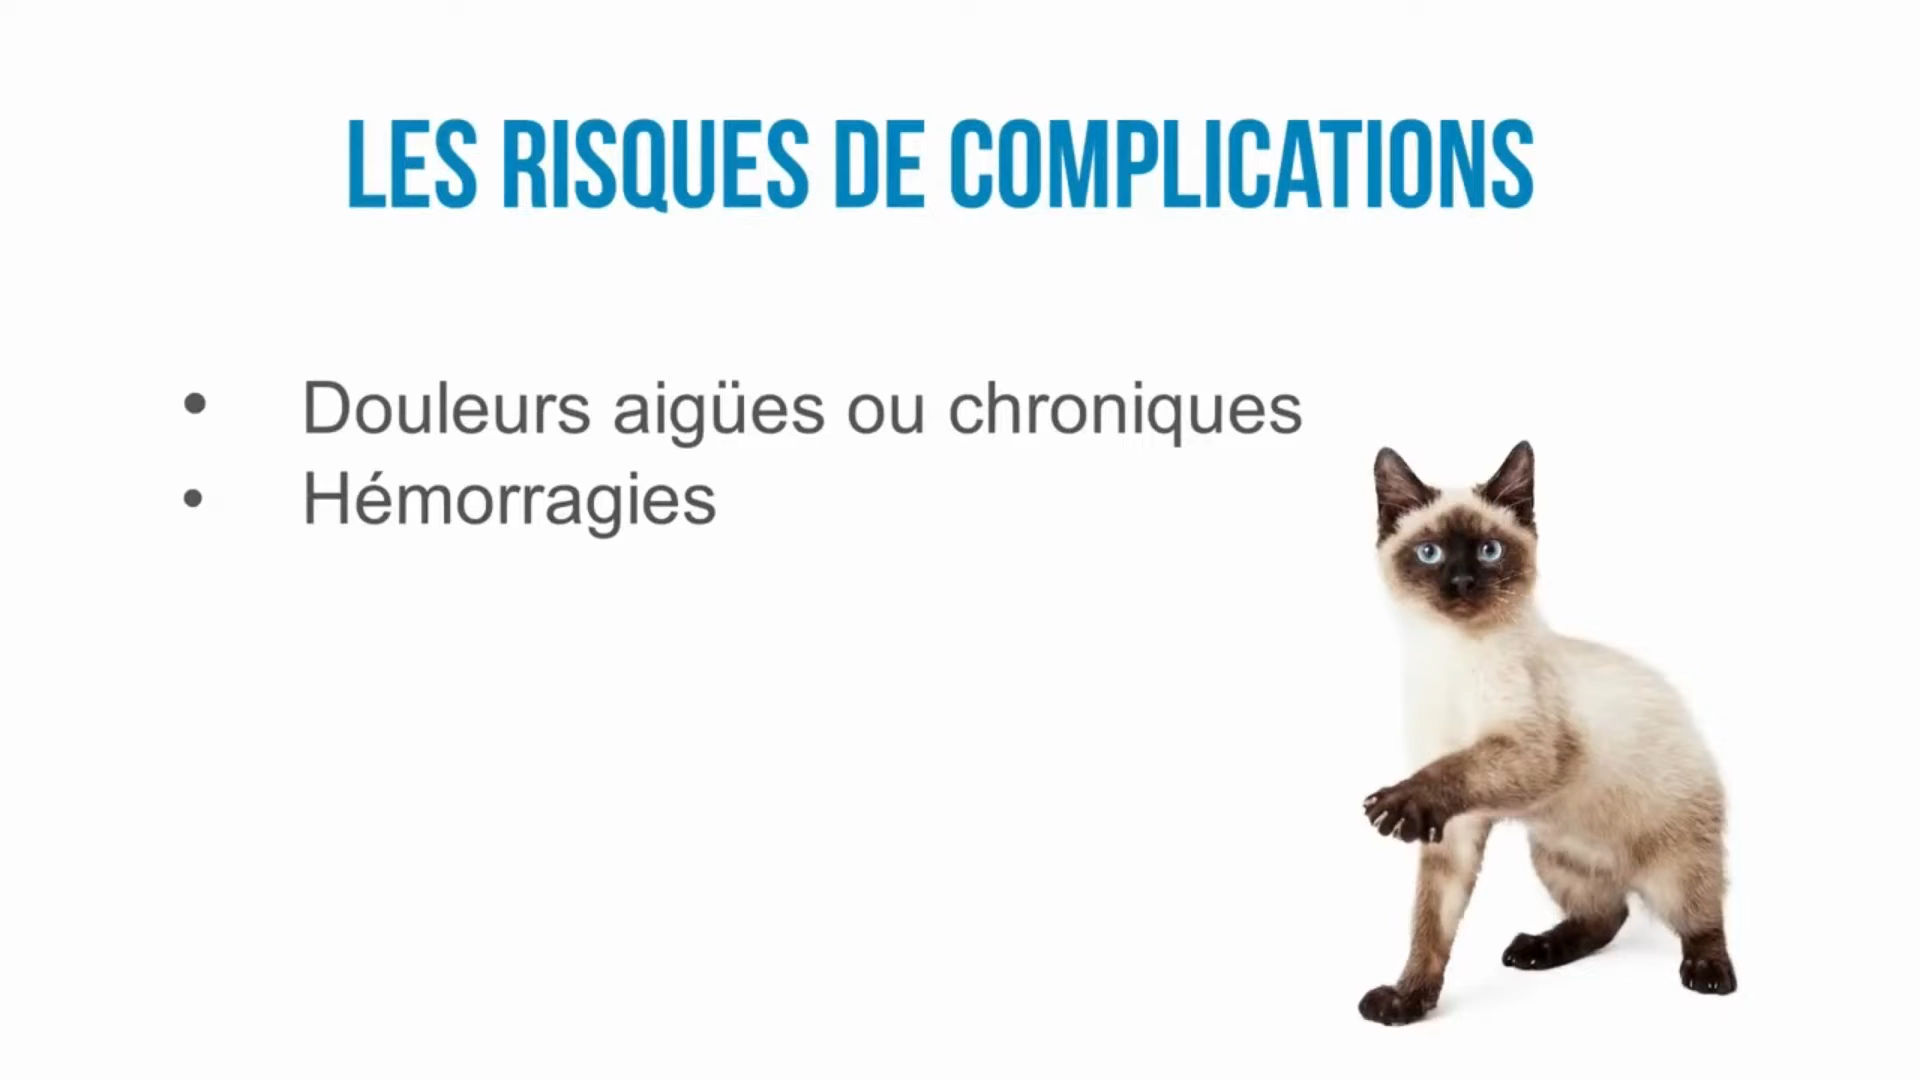 LES RISQUES DE COMPLICATIONS
• Douleurs aigües ou chroniques
• Hémorragies